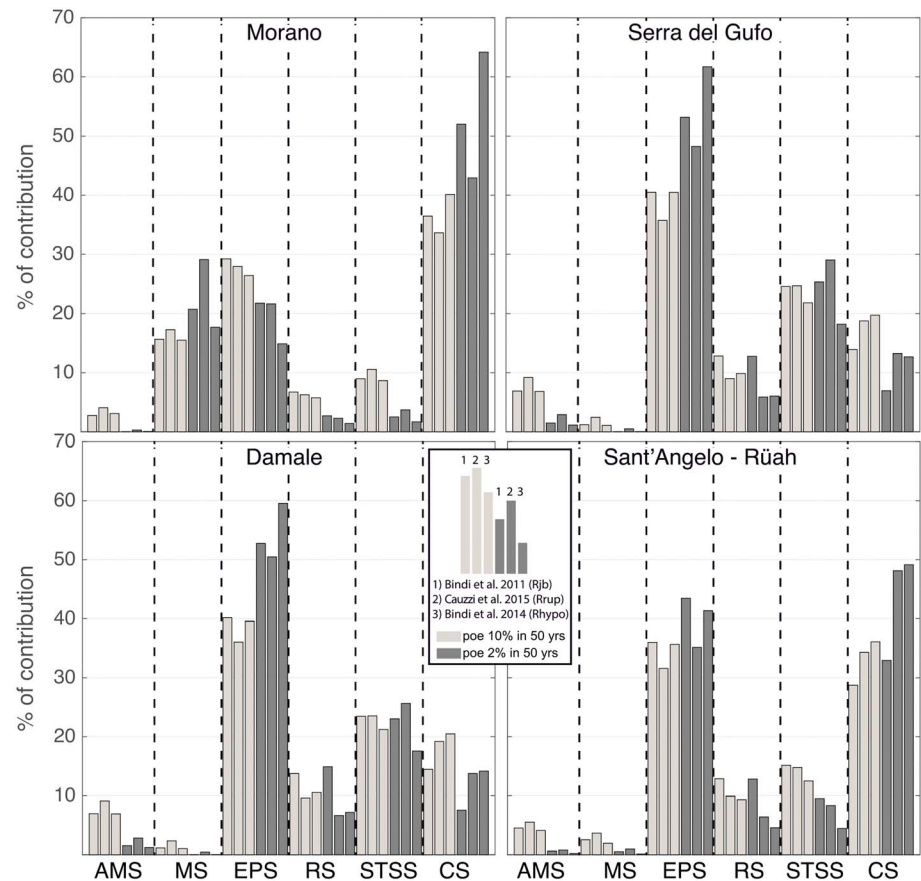 Morano
Serra del Gufo
70
60
50
40
30
20
10
% of contribution
Damale
Sant'Angelo - Rüah
70
60
50
40
30
20
10
% of contribution
1 2 3
1 2 3
1) Bindi et al. 2011 (Rjb)
2) Cauzzi et al. 2015 (Rrup)
3) Bindi et al. 2014 (Rhypo)
poe 10% in 50 yrs
poe 2% in 50 yrs
AMS MS EPS RS STSS CS
AMS MS EPS RS STSS CS